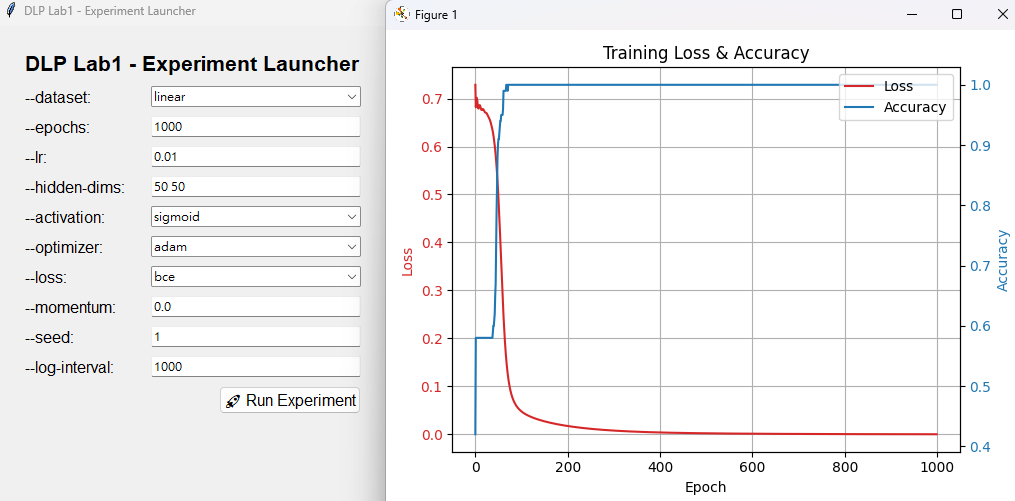 DLP Lab1 - Experiment Launcher
DLP Lab1 - Experiment Launcher
--dataset: linear
--epochs: 1000
--lr: 0.01
--hidden-dims: 50 50
--activation: sigmoid
--optimizer: adam
--loss: bce
--momentum: 0.0
--seed: 1
--log-interval: 1000
Run Experiment
Figure 1
Training Loss & Accuracy
Loss
Accuracy
0.7
0.6
0.5
0.4
0.3
0.2
0.1
0.0
Loss
1.0
0.9
0.8
0.7
0.6
0.5
0.4
Accuracy
0 200 400 600 800 1000
Epoch